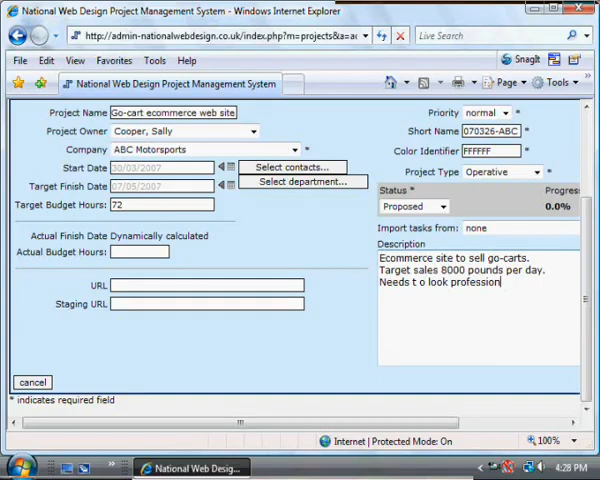 National Web Design Project Management System - Windows Internet Explorer
http://admin-nationalwebdesign.co.uk/index.php?m=projects&a=ac
Live Search
File Edit View Favorites Tools Help
SnagIt
National Web Design Project Management System
Page Tools
Project Name Go-cart ecommerce web site
Priority normal
Project Owner Cooper, Sally
Short Name 070326-ABC *
Company ABC Motorsports *
Color Identifier FFFFFF
Start Date 30/03/2007 Select contacts...
Project Type Operative *
Target Finish Date 07/05/2007 Select department...
Status * Progres
Target Budget Hours: 72
Proposed 0.0%
Import tasks from: none
Actual Finish Date Dynamically calculated
Description
Actual Budget Hours:
Ecommerce site to sell go-carts.
Target sales 8000 pounds per day.
Needs t o look profession
URL
Staging URL
cancel
* indicates required field
Internet | Protected Mode: On
100%
National Web Desig...
4:28 PM